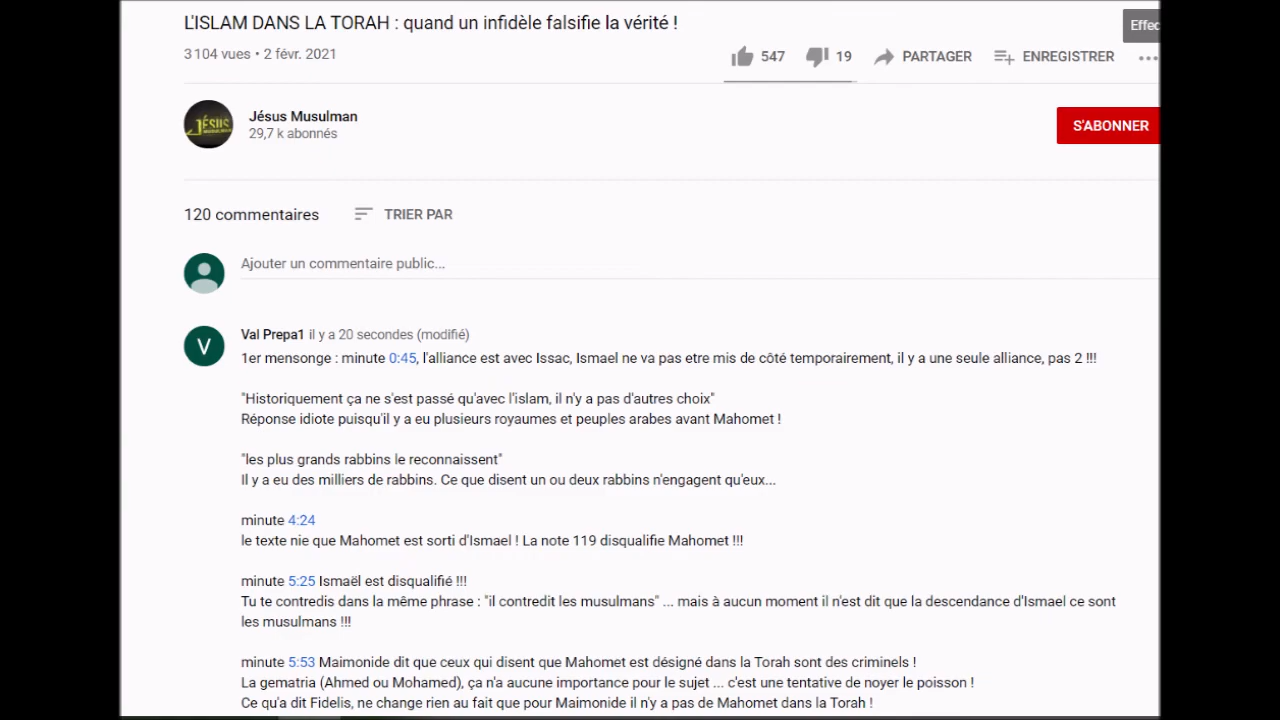 L'ISLAM DANS LA TORAH : quand un infidèle falsifie la vérité !
Effec
3 104 vues • 2 févr. 2021
547
19
PARTAGER
ENREGISTRER
JÉSUS
Jésus Musulman
29,7 k abonnés
S'ABONNER
120 commentaires
TRIER PAR
Ajouter un commentaire public...
V
Val Prepa1 il y a 20 secondes (modifié)
1er mensonge : minute 0:45, l'alliance est avec Issac, Ismael ne va pas etre mis de côté temporairement, il y a une seule alliance, pas 2 !!!
"Historiquement ça ne s'est passé qu'avec l'islam, il n'y a pas d'autres choix"
Réponse idiote puisqu'il y a eu plusieurs royaumes et peuples arabes avant Mahomet !
"les plus grands rabbins le reconnaissent"
Il y a eu des milliers de rabbins. Ce que disent un ou deux rabbins n'engagent qu'eux...
minute 4:24
le texte nie que Mahomet est sorti d'Ismael ! La note 119 disqualifie Mahomet !!!
minute 5:25 Ismaël est disqualifié !!!
Tu te contredis dans la même phrase : "il contredit les musulmans" ... mais à aucun moment il n'est dit que la descendance d'Ismael ce sont
les musulmans !!!
minute 5:53 Maimonide dit que ceux qui disent que Mahomet est désigné dans la Torah sont des criminels !
La gematria (Ahmed ou Mohamed), ça n'a aucune importance pour le sujet ... c'est une tentative de noyer le poisson !
Ce qu'a dit Fidelis, ne change rien au fait que pour Maimonide il n'y a pas de Mahomet dans la Torah !